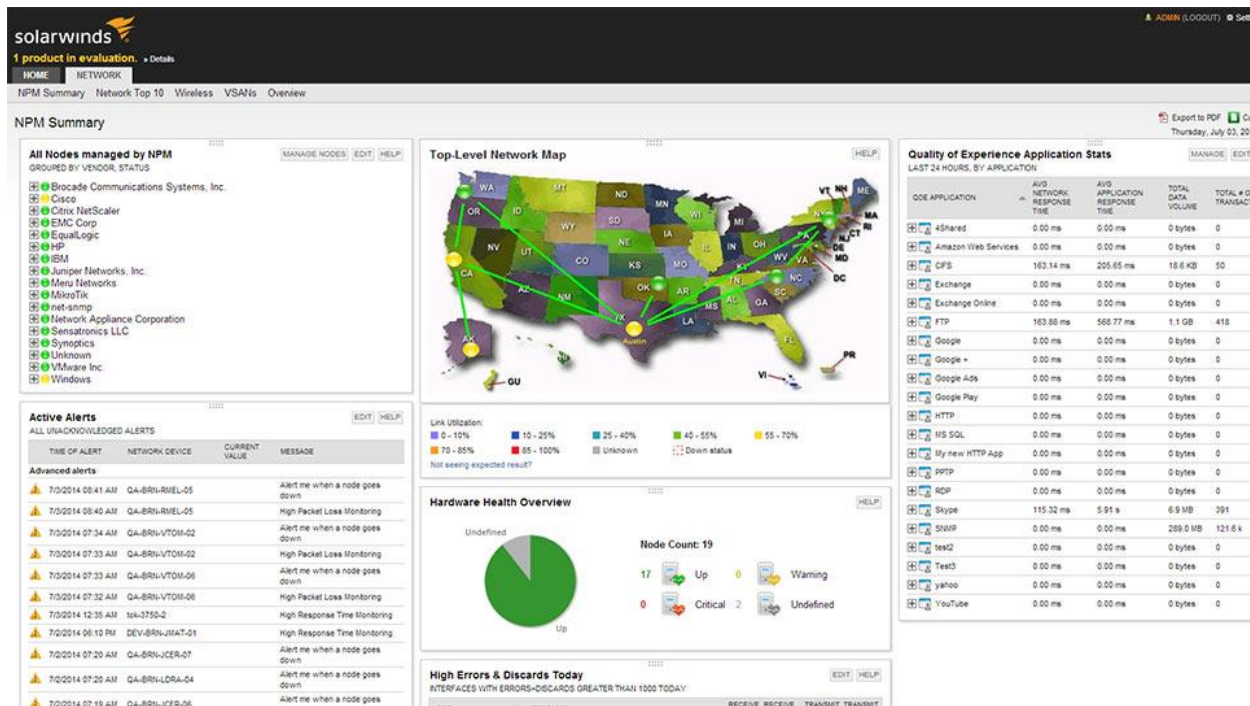 solarwinds
1 product in evaluation. » Details
ADMIN (LOGOUT)
HOME NETWORK
NPM Summary Network Top 10 Wireless VSANs Overview
NPM Summary
Export to PDF
Thursday, July 03, 20
All Nodes managed by NPM
MANAGE NODES EDIT HELP
GROUPED BY VENDOR, STATUS
Brocade Communications Systems, Inc.
Cisco
Citrix NetScaler
EMC Corp
EqualLogic
HP
IBM
Juniper Networks, Inc.
Meru Networks
MikroTik
net-snmp
Network Appliance Corporation
Sensatronics LLC
Synoptics
Unknown
VMware Inc.
Windows
Active Alerts
EDIT HELP
ALL UNACKNOWLEDGED ALERTS
TIME OF ALERT NETWORK DEVICE CURRENT VALUE MESSAGE
Advanced alerts
7/3/2014 08:41 AM QA-BRN-RMEL-05 Alert me when a node goes down
7/3/2014 08:40 AM QA-BRN-RMEL-05 High Packet Loss Monitoring
7/3/2014 07:34 AM QA-BRN-VTOM-02 Alert me when a node goes down
7/3/2014 07:33 AM QA-BRN-VTOM-02 High Packet Loss Monitoring
7/3/2014 07:33 AM QA-BRN-VTOM-06 Alert me when a node goes down
7/3/2014 07:32 AM QA-BRN-VTOM-06 High Packet Loss Monitoring
7/3/2014 12:35 AM tok-3750-2 High Response Time Monitoring
7/2/2014 06:10 PM DEV-BRN-JMAT-01 High Response Time Monitoring
7/2/2014 07:20 AM QA-BRN-JCER-07 Alert me when a node goes down
7/2/2014 07:20 AM QA-BRN-LDRA-04 Alert me when a node goes down
7/2/2014 07:19 AM QA-BRN-JCER-06 Alert me when a node goes
Top-Level Network Map
HELP
WA MT ND MN WI MI VT NH ME
OR ID WY SD IA NY MA
RI
CT
NJ
NV UT CO NE KS MO IL IN OH PA DE
MD
WV VA DC
CA AZ NM OK AR TN NC
SC
TX LA MS AL GA
Austin
FL
AK HI GU VI PR
Link Utilization:
0 - 10% 10 - 25% 25 - 40% 40 - 55% 55 - 70%
70 - 85% 85 - 100% Unknown Down status
Not seeing expected result?
Hardware Health Overview
HELP
Undefined
Up
Node Count: 19
17 Up 0 Warning
0 Critical 2 Undefined
High Errors & Discards Today
EDIT HELP
INTERFACES WITH ERRORS+DISCARDS GREATER THAN 1000 TODAY
RECEIVE RECEIVE TRANSMIT TRANSMIT
Quality of Experience Application Stats
MANAGE EDIT
LAST 24 HOURS, BY APPLICATION
QOE APPLICATION AVG NETWORK RESPONSE TIME AVG APPLICATION RESPONSE TIME TOTAL DATA VOLUME TOTAL # O TRANSACT
4Shared 0.00 ms 0.00 ms 0 bytes 0
Amazon Web Services 0.00 ms 0.00 ms 0 bytes 0
CIFS 163.14 ms 205.65 ms 18.6 KB 50
Exchange 0.00 ms 0.00 ms 0 bytes 0
Exchange Online 0.00 ms 0.00 ms 0 bytes 0
FTP 163.88 ms 568.77 ms 1.1 GB 418
Google 0.00 ms 0.00 ms 0 bytes 0
Google + 0.00 ms 0.00 ms 0 bytes 0
Google Ads 0.00 ms 0.00 ms 0 bytes 0
Google Play 0.00 ms 0.00 ms 0 bytes 0
HTTP 0.00 ms 0.00 ms 0 bytes 0
MS SQL 0.00 ms 0.00 ms 0 bytes 0
My new HTTP App 0.00 ms 0.00 ms 0 bytes 0
PPTP 0.00 ms 0.00 ms 0 bytes 0
RDP 0.00 ms 0.00 ms 0 bytes 0
Skype 115.32 ms 5.91 s 6.9 MB 391
SNMP 0.00 ms 0.00 ms 289.0 MB 121.6 k
test2 0.00 ms 0.00 ms 0 bytes 0
Test3 0.00 ms 0.00 ms 0 bytes 0
yahoo 0.00 ms 0.00 ms 0 bytes 0
YouTube 0.00 ms 0.00 ms 0 bytes 0